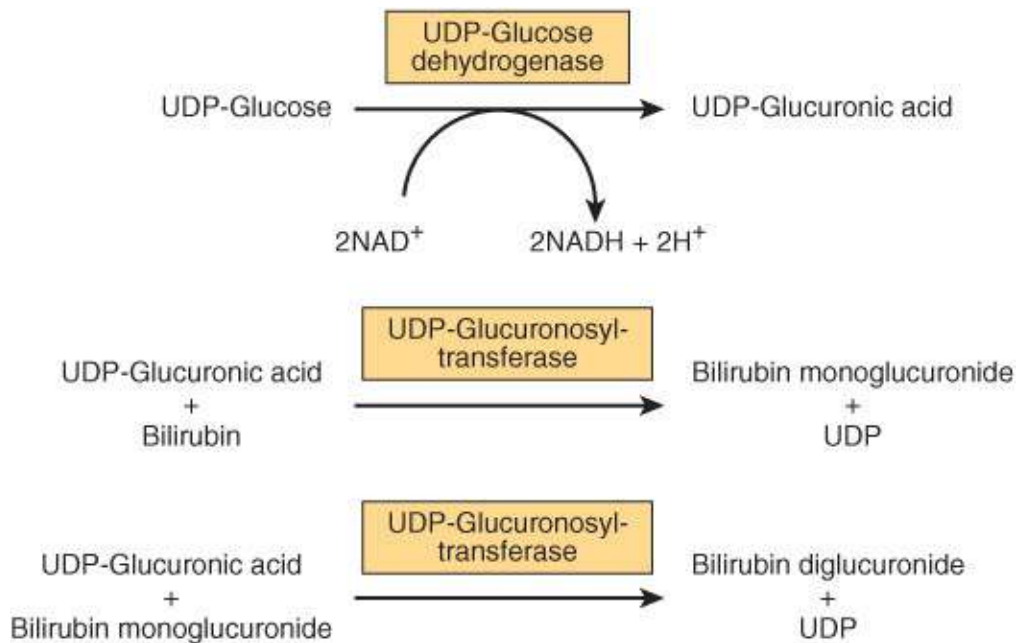 UDP-Glucose
dehydrogenase
UDP-Glucose
UDP-Glucuronic acid
2NAD⁺
2NADH + 2H⁺
UDP-Glucuronosyl-
transferase
UDP-Glucuronic acid
+
Bilirubin
Bilirubin monoglucuronide
+
UDP
UDP-Glucuronosyl-
transferase
UDP-Glucuronic acid
+
Bilirubin monoglucuronide
Bilirubin diglucuronide
+
UDP